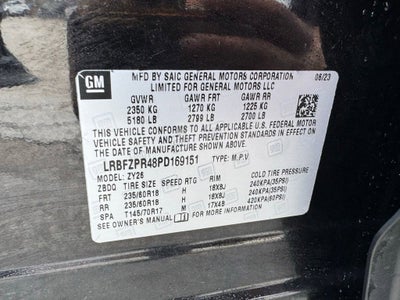 GM
MFD BY SAIC GENERAL MOTORS CORPORATION 06/23
LIMITED FOR GENERAL MOTORS LLC
GVWR GAWR FRT GAWR RR
2350 KG 1270 KG 1225 KG
5180 LB 2799 LB 2700 LB
THIS VEHICLE CONFORMS TO ALL APPLICABLE U.S. FEDERAL MOTOR
VEHICLE SAFETY, BUMPER, AND THEFT PREVENTION STANDARDS IN
EFFECT ON THE DATE OF MANUFACTURE SHOWN ABOVE.
LRBFZPR48PD169151 TYPE: M.P.V
MODEL: ZY26
ZBDQ TIRE SIZE SPEED RTG RIM COLD TIRE PRESSURE
FRT 235/60R18 H 18X8J 240KPA(35PSI)
RR 235/60R18 H 18X8J 240KPA(35PSI)
SPA T145/70R17 M 17X4B 420KPA(60PSI)
SEE OWNER'S MANUAL FOR ADDITIONAL INFORMATION